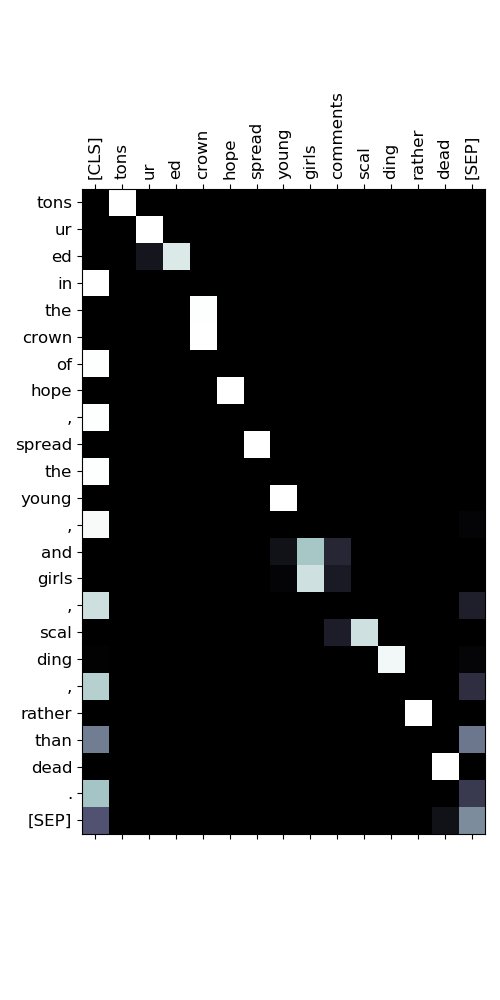 [CLS]
tons
ur
ed
crown
hope
spread
young
girls
comments
scal
ding
rather
dead
[SEP]
tons
ur
ed
in
the
crown
of
hope
,
spread
the
young
,
and
girls
,
scal
ding
,
rather
than
dead
.
[SEP]